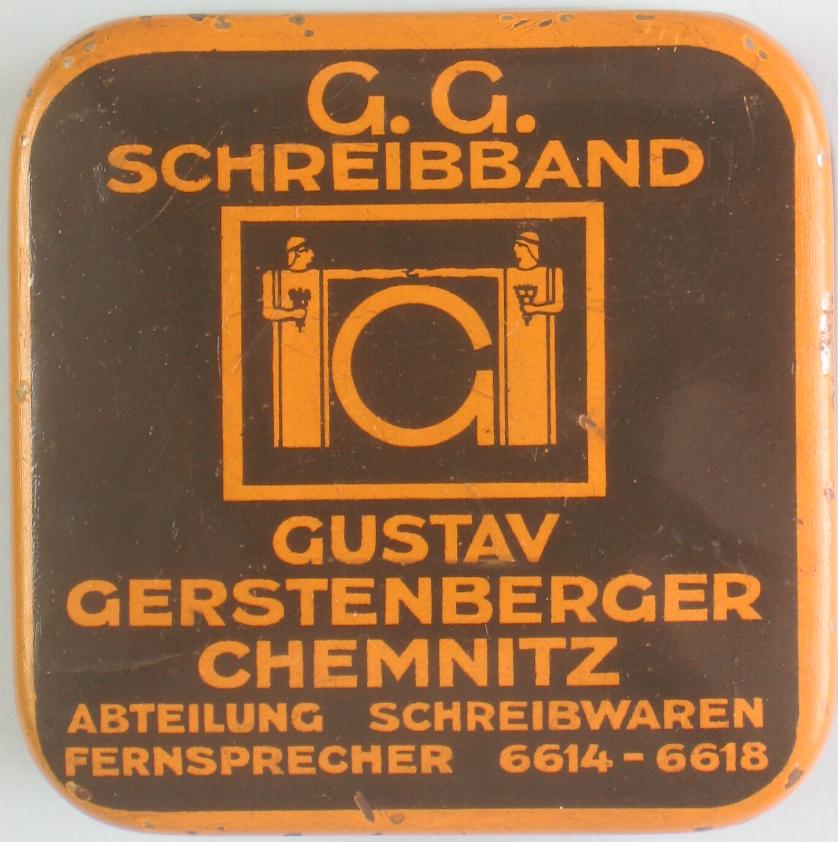 G. G.
SCHREIBBAND
G
GUSTAV
GERSTENBERGER
CHEMNITZ
ABTEILUNG SCHREIBWAREN
FERNSPRECHER 6614-6618